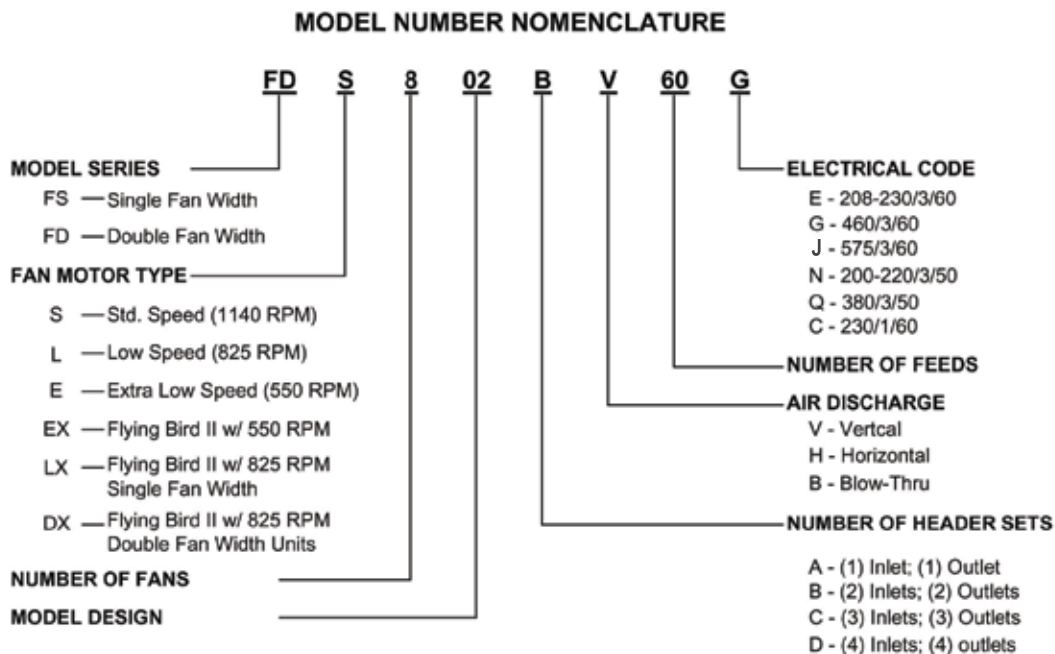 MODEL NUMBER NOMENCLATURE
FD S 8 02 B V 60 G
MODEL SERIES
FS — Single Fan Width
FD — Double Fan Width
FAN MOTOR TYPE
S — Std. Speed (1140 RPM)
L — Low Speed (825 RPM)
E — Extra Low Speed (550 RPM)
EX — Flying Bird II w/ 550 RPM
LX — Flying Bird II w/ 825 RPM
Single Fan Width
DX — Flying Bird II w/ 825 RPM
Double Fan Width Units
NUMBER OF FANS
MODEL DESIGN
ELECTRICAL CODE
E - 208-230/3/60
G - 460/3/60
J - 575/3/60
N - 200-220/3/50
Q - 380/3/50
C - 230/1/60
NUMBER OF FEEDS
AIR DISCHARGE
V - Vertcal
H - Horizontal
B - Blow-Thru
NUMBER OF HEADER SETS
A - (1) Inlet; (1) Outlet
B - (2) Inlets; (2) Outlets
C - (3) Inlets; (3) Outlets
D - (4) Inlets; (4) outlets